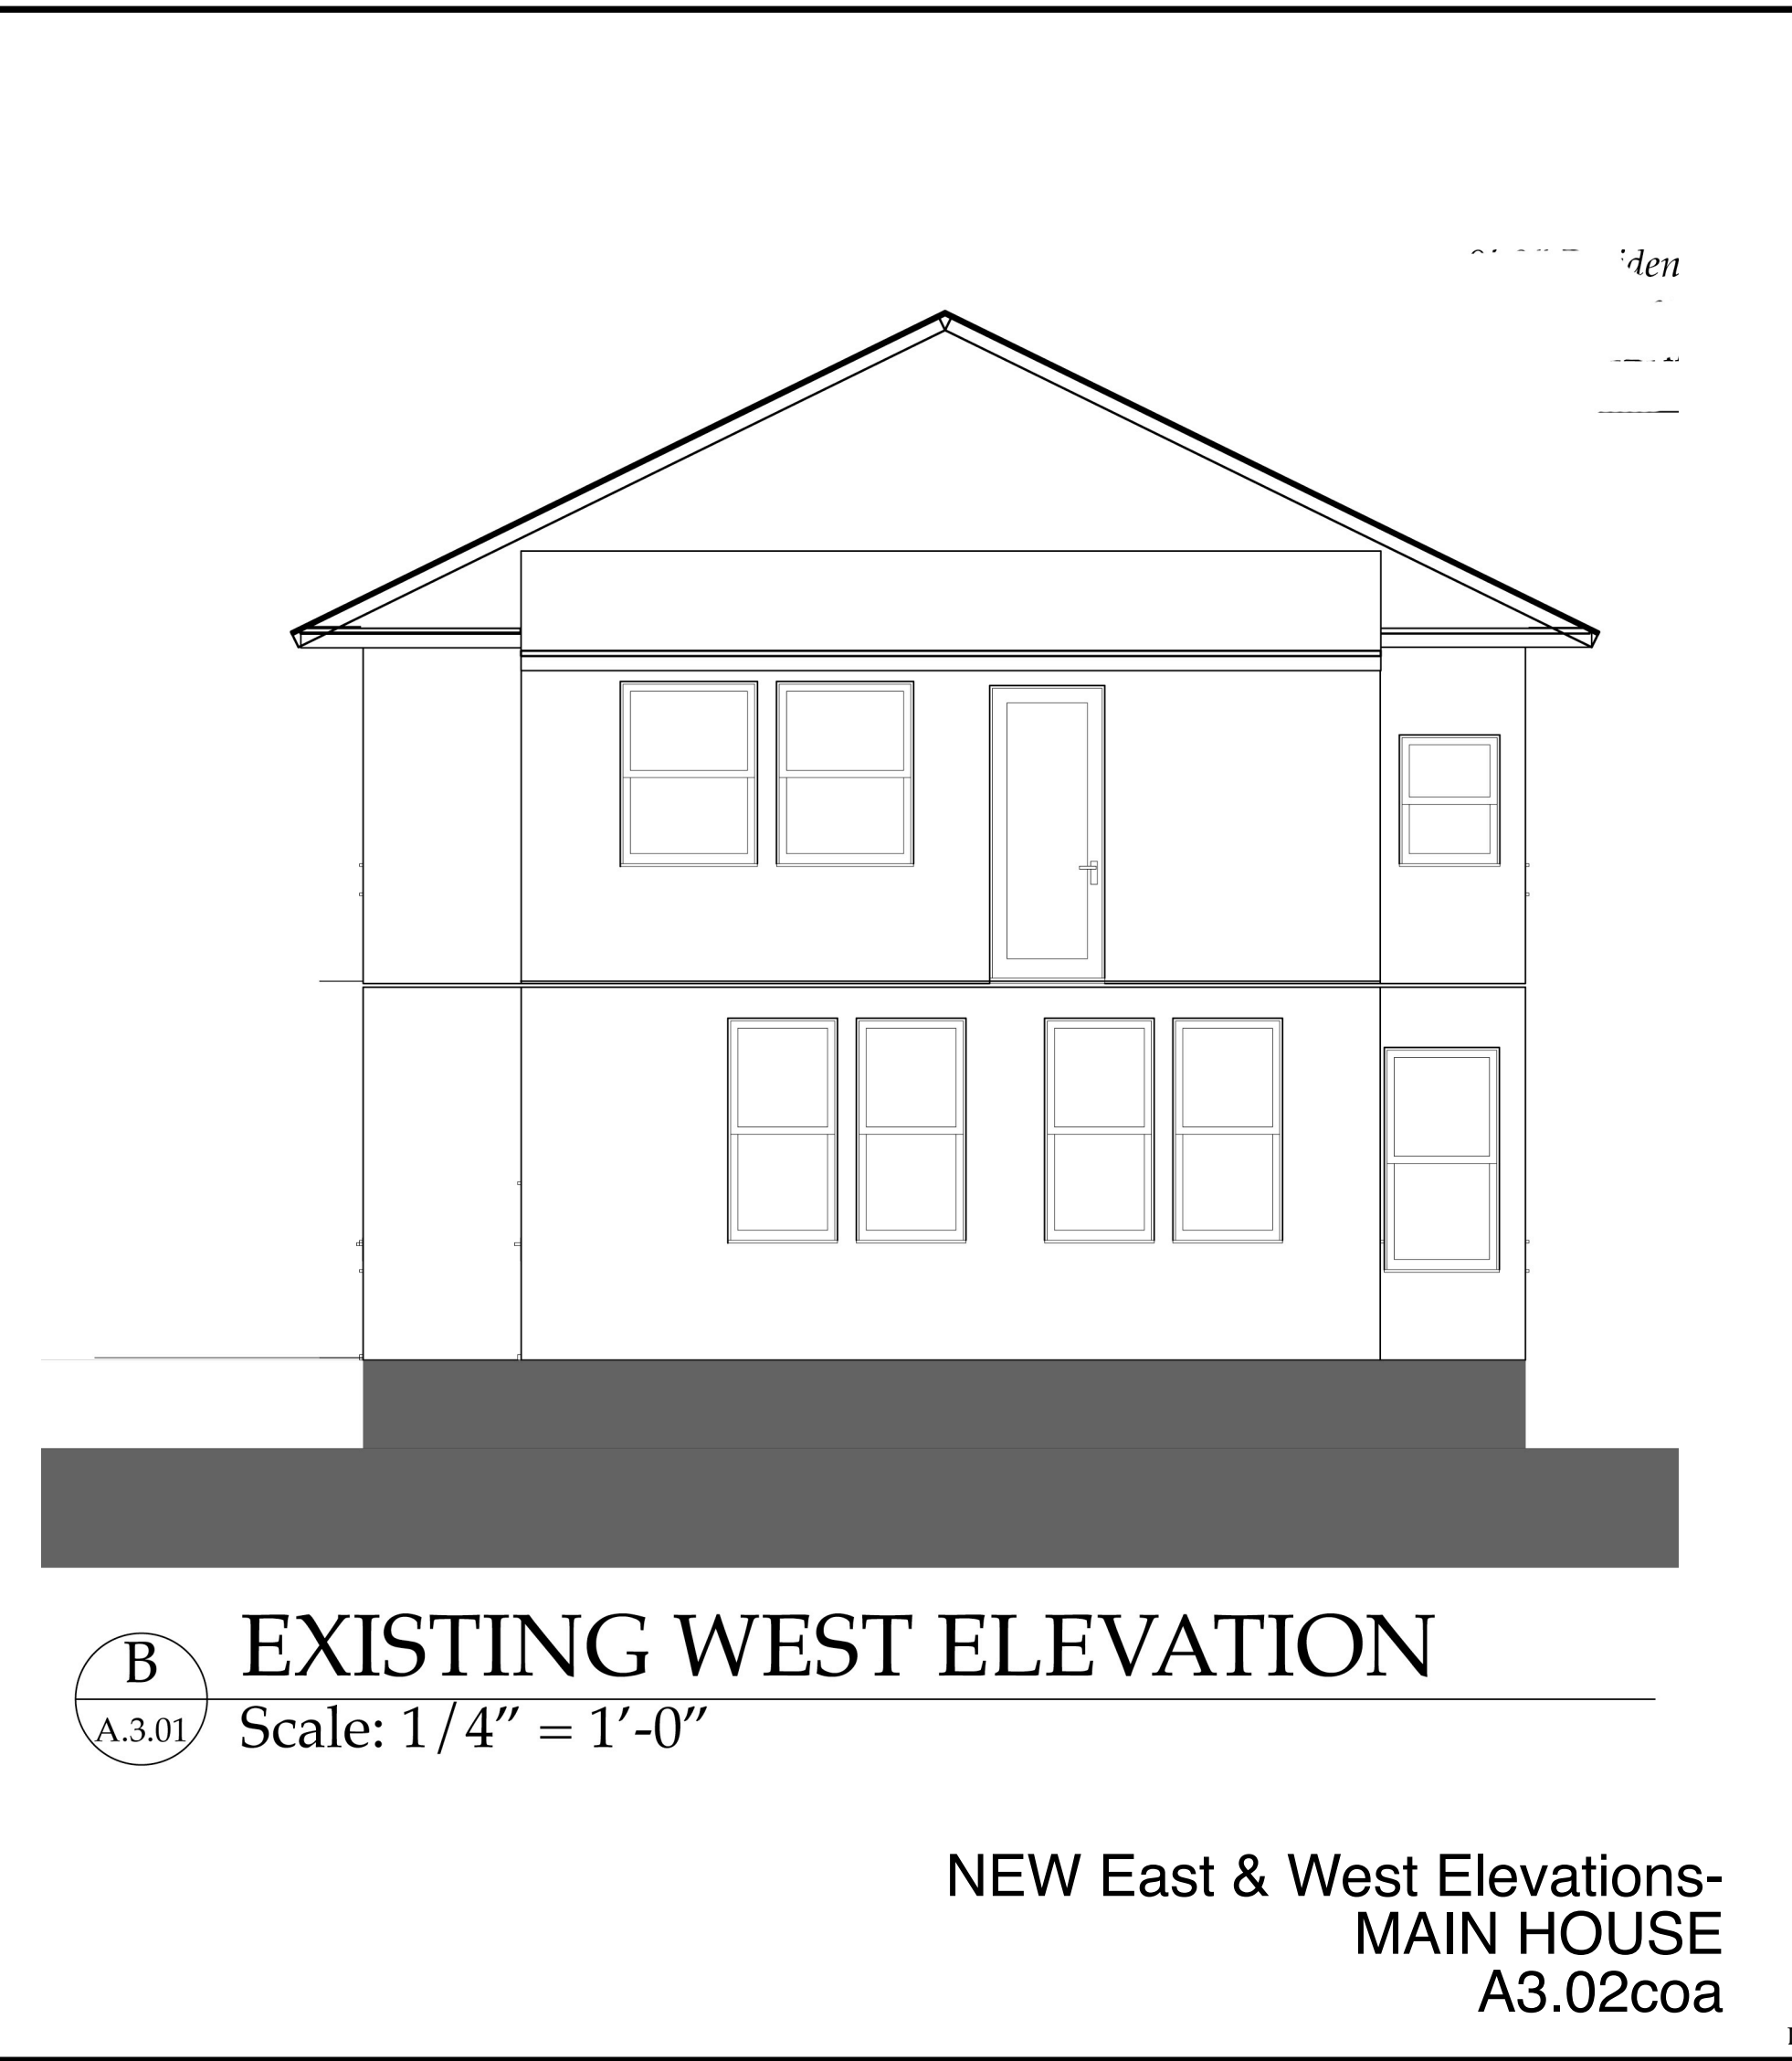 B
EXISTING WEST ELEVATION
A.3.01
Scale: 1/4" = 1'-0"
NEW East & West Elevations-
MAIN HOUSE
A3.02coa